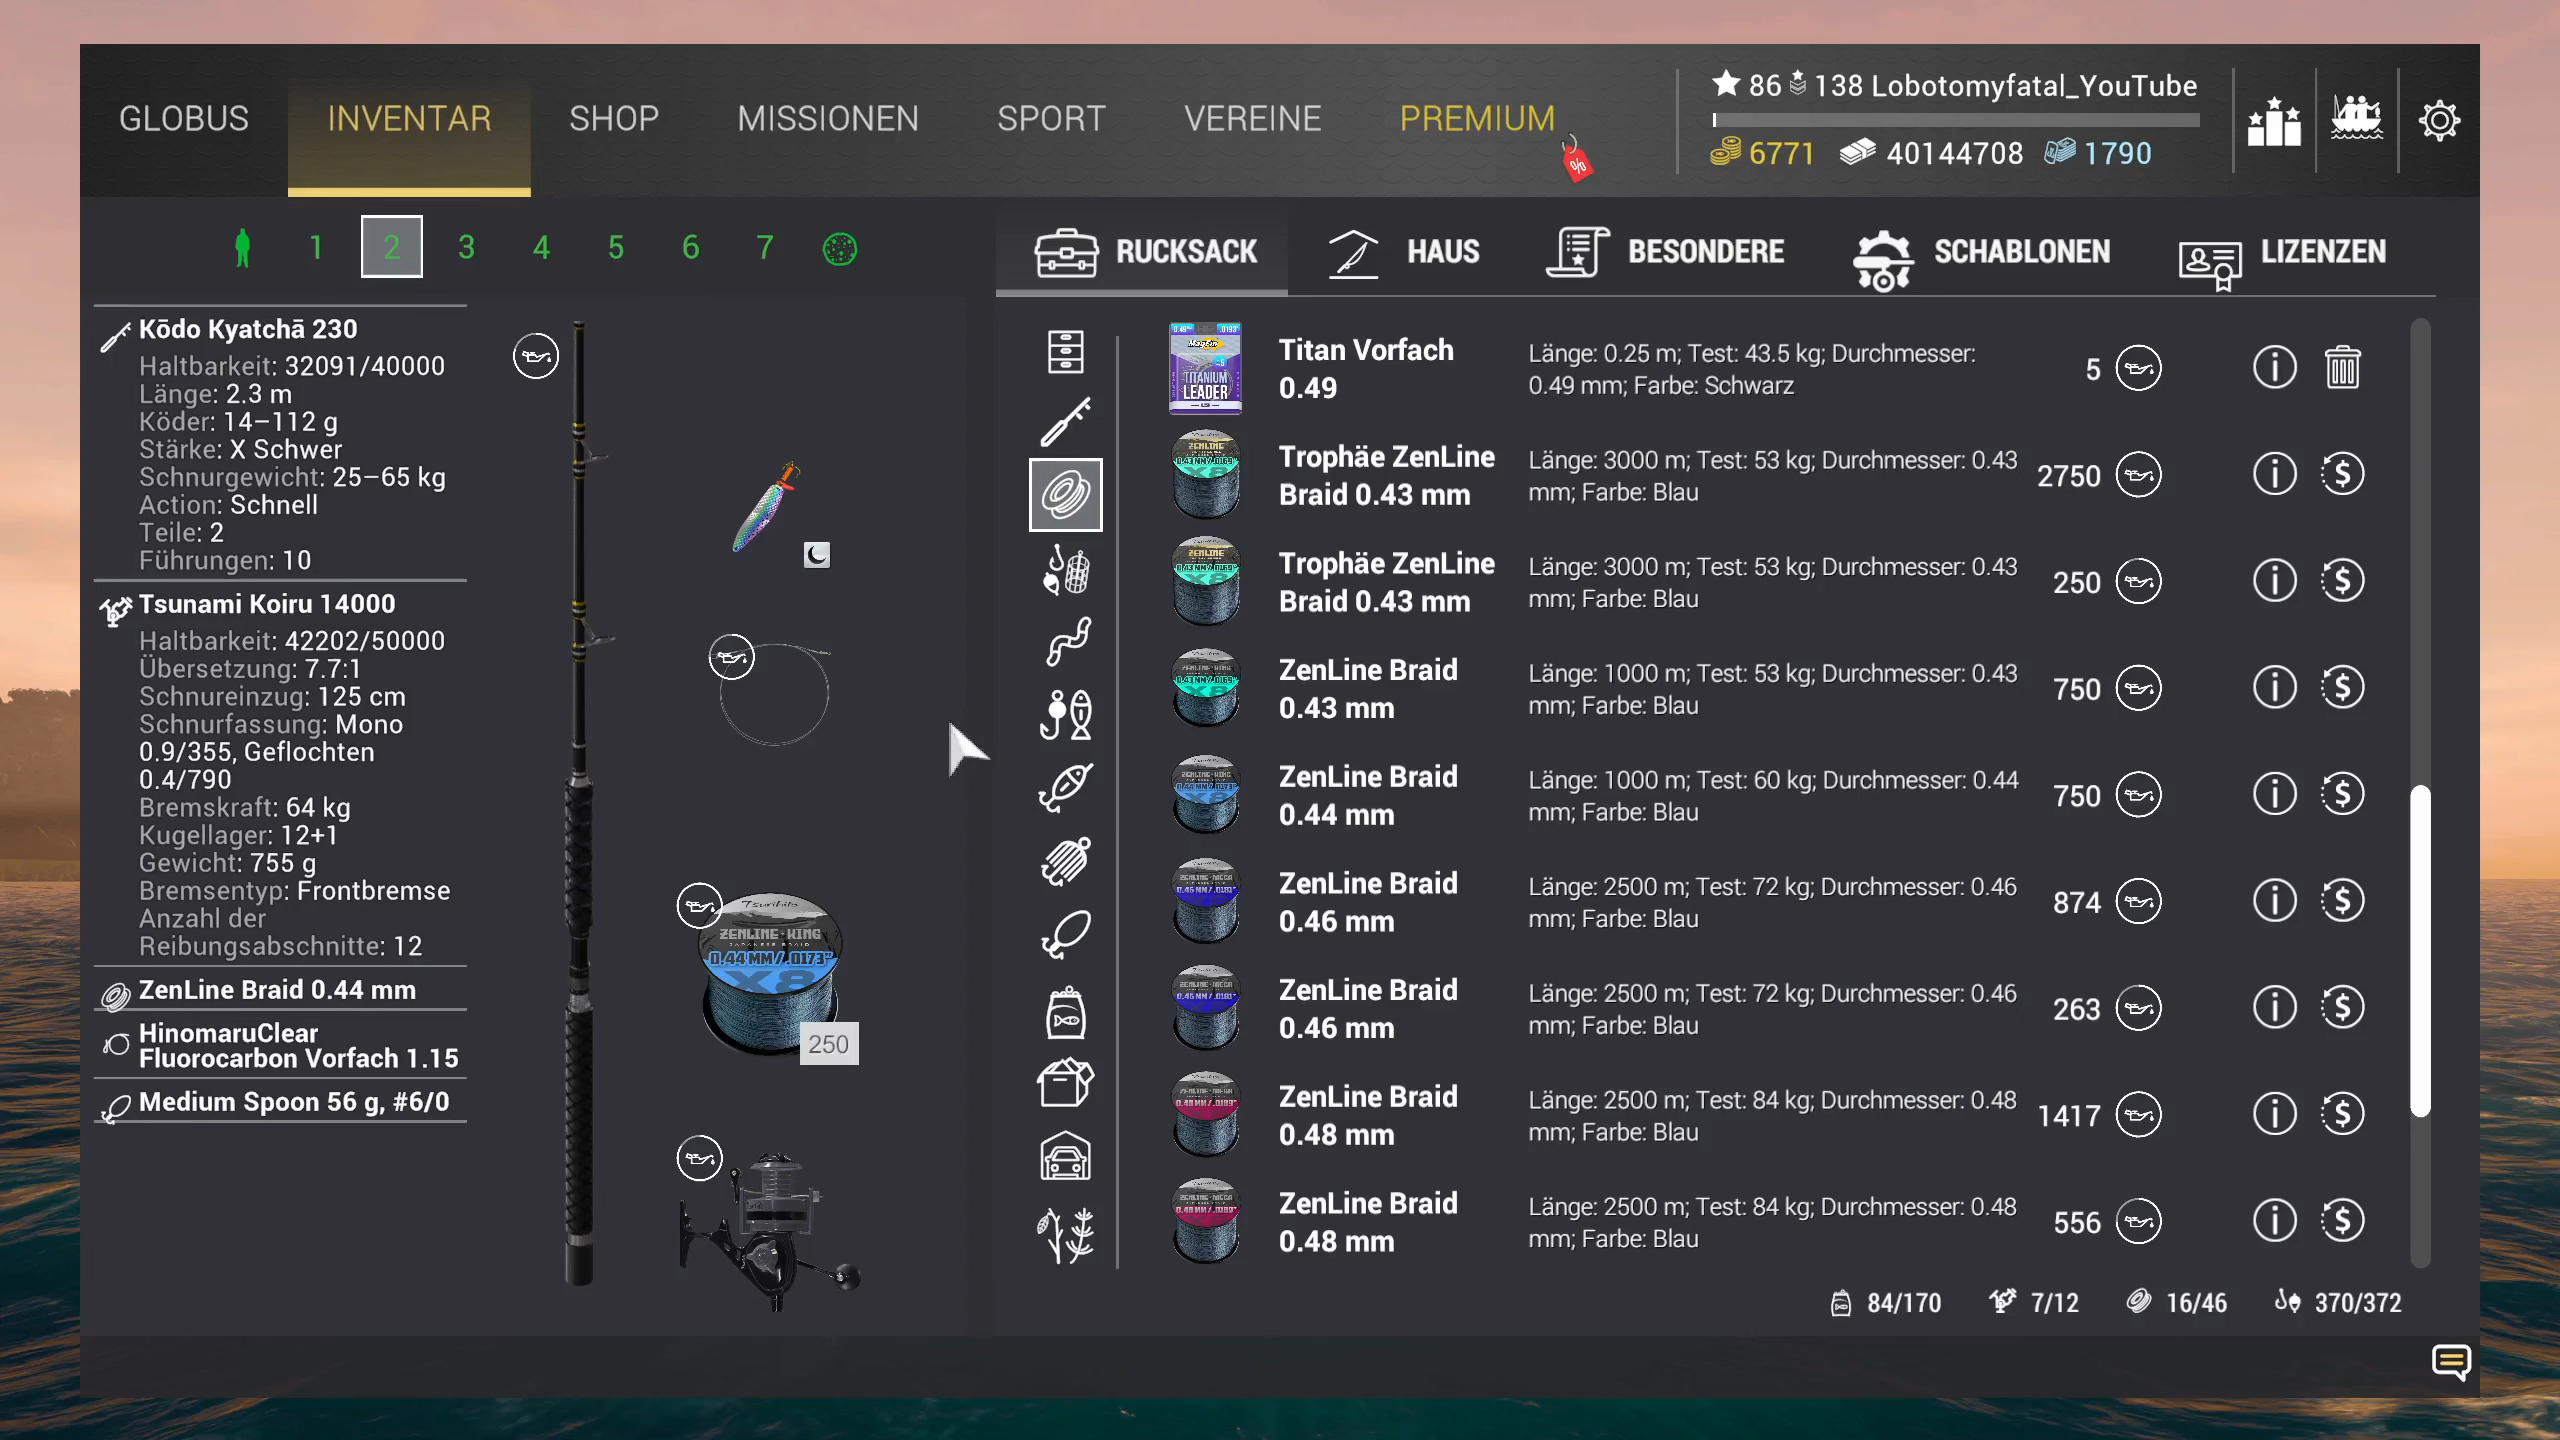 GLOBUS
INVENTAR
SHOP
MISSIONEN
SPORT
VEREINE
PREMIUM
%
86 138 Lobotomyfatal_YouTube
6771 40144708 1790
1 2 3 4 5 6 7
RUCKSACK
HAUS
BESONDERE
SCHABLONEN
LIZENZEN
Kōdo Kyatchā 230
Haltbarkeit: 32091/40000
Länge: 2.3 m
Köder: 14–112 g
Stärke: X Schwer
Schnurgewicht: 25–65 kg
Action: Schnell
Teile: 2
Führungen: 10
Tsunami Koiru 14000
Haltbarkeit: 42202/50000
Übersetzung: 7.7:1
Schnureinzug: 125 cm
Schnurfassung: Mono
0.9/355, Geflochten
0.4/790
Bremskraft: 64 kg
Kugellager: 12+1
Gewicht: 755 g
Bremsentyp: Frontbremse
Anzahl der
Reibungsabschnitte: 12
ZenLine Braid 0.44 mm
HinomaruClear
Fluorocarbon Vorfach 1.15
Medium Spoon 56 g, #6/0
ZENLINE-KING
JAPANESE BRAID
0.44 MM / .0173"
X8
250
TITANIUM
LEADER
Titan Vorfach
0.49
Länge: 0.25 m; Test: 43.5 kg; Durchmesser:
0.49 mm; Farbe: Schwarz
5
Trophäe ZenLine
Braid 0.43 mm
Länge: 3000 m; Test: 53 kg; Durchmesser: 0.43
mm; Farbe: Blau
2750
Trophäe ZenLine
Braid 0.43 mm
Länge: 3000 m; Test: 53 kg; Durchmesser: 0.43
mm; Farbe: Blau
250
ZenLine Braid
0.43 mm
Länge: 1000 m; Test: 53 kg; Durchmesser: 0.43
mm; Farbe: Blau
750
ZenLine Braid
0.44 mm
Länge: 1000 m; Test: 60 kg; Durchmesser: 0.44
mm; Farbe: Blau
750
ZenLine Braid
0.46 mm
Länge: 2500 m; Test: 72 kg; Durchmesser: 0.46
mm; Farbe: Blau
874
ZenLine Braid
0.46 mm
Länge: 2500 m; Test: 72 kg; Durchmesser: 0.46
mm; Farbe: Blau
263
ZenLine Braid
0.48 mm
Länge: 2500 m; Test: 84 kg; Durchmesser: 0.48
mm; Farbe: Blau
1417
ZenLine Braid
0.48 mm
Länge: 2500 m; Test: 84 kg; Durchmesser: 0.48
mm; Farbe: Blau
556
84/170 7/12 16/46 370/372